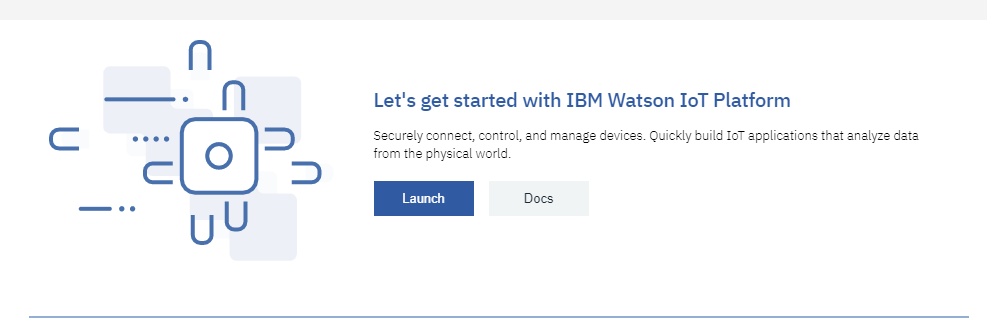 Let's get started with IBM Watson IoT Platform
Securely connect, control, and manage devices. Quickly build IoT applications that analyze data
from the physical world.
Launch
Docs